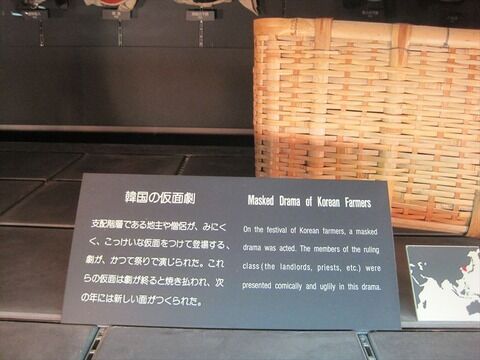 韓国の仮面劇
支配階層である地主や僧侶が、みにく
く、こっけいな仮面をつけて登場する、
劇が、かつて祭りで演じられた。これ
らの仮面は劇が終ると焼き払われ、次
の年には新しい面がつくられた。
Masked Drama of Korean Farmers
On the festival of Korean farmers, a masked
drama was acted. The members of the ruling
class(the landlords, priests, etc.) were
presented comically and uglily in this drama.